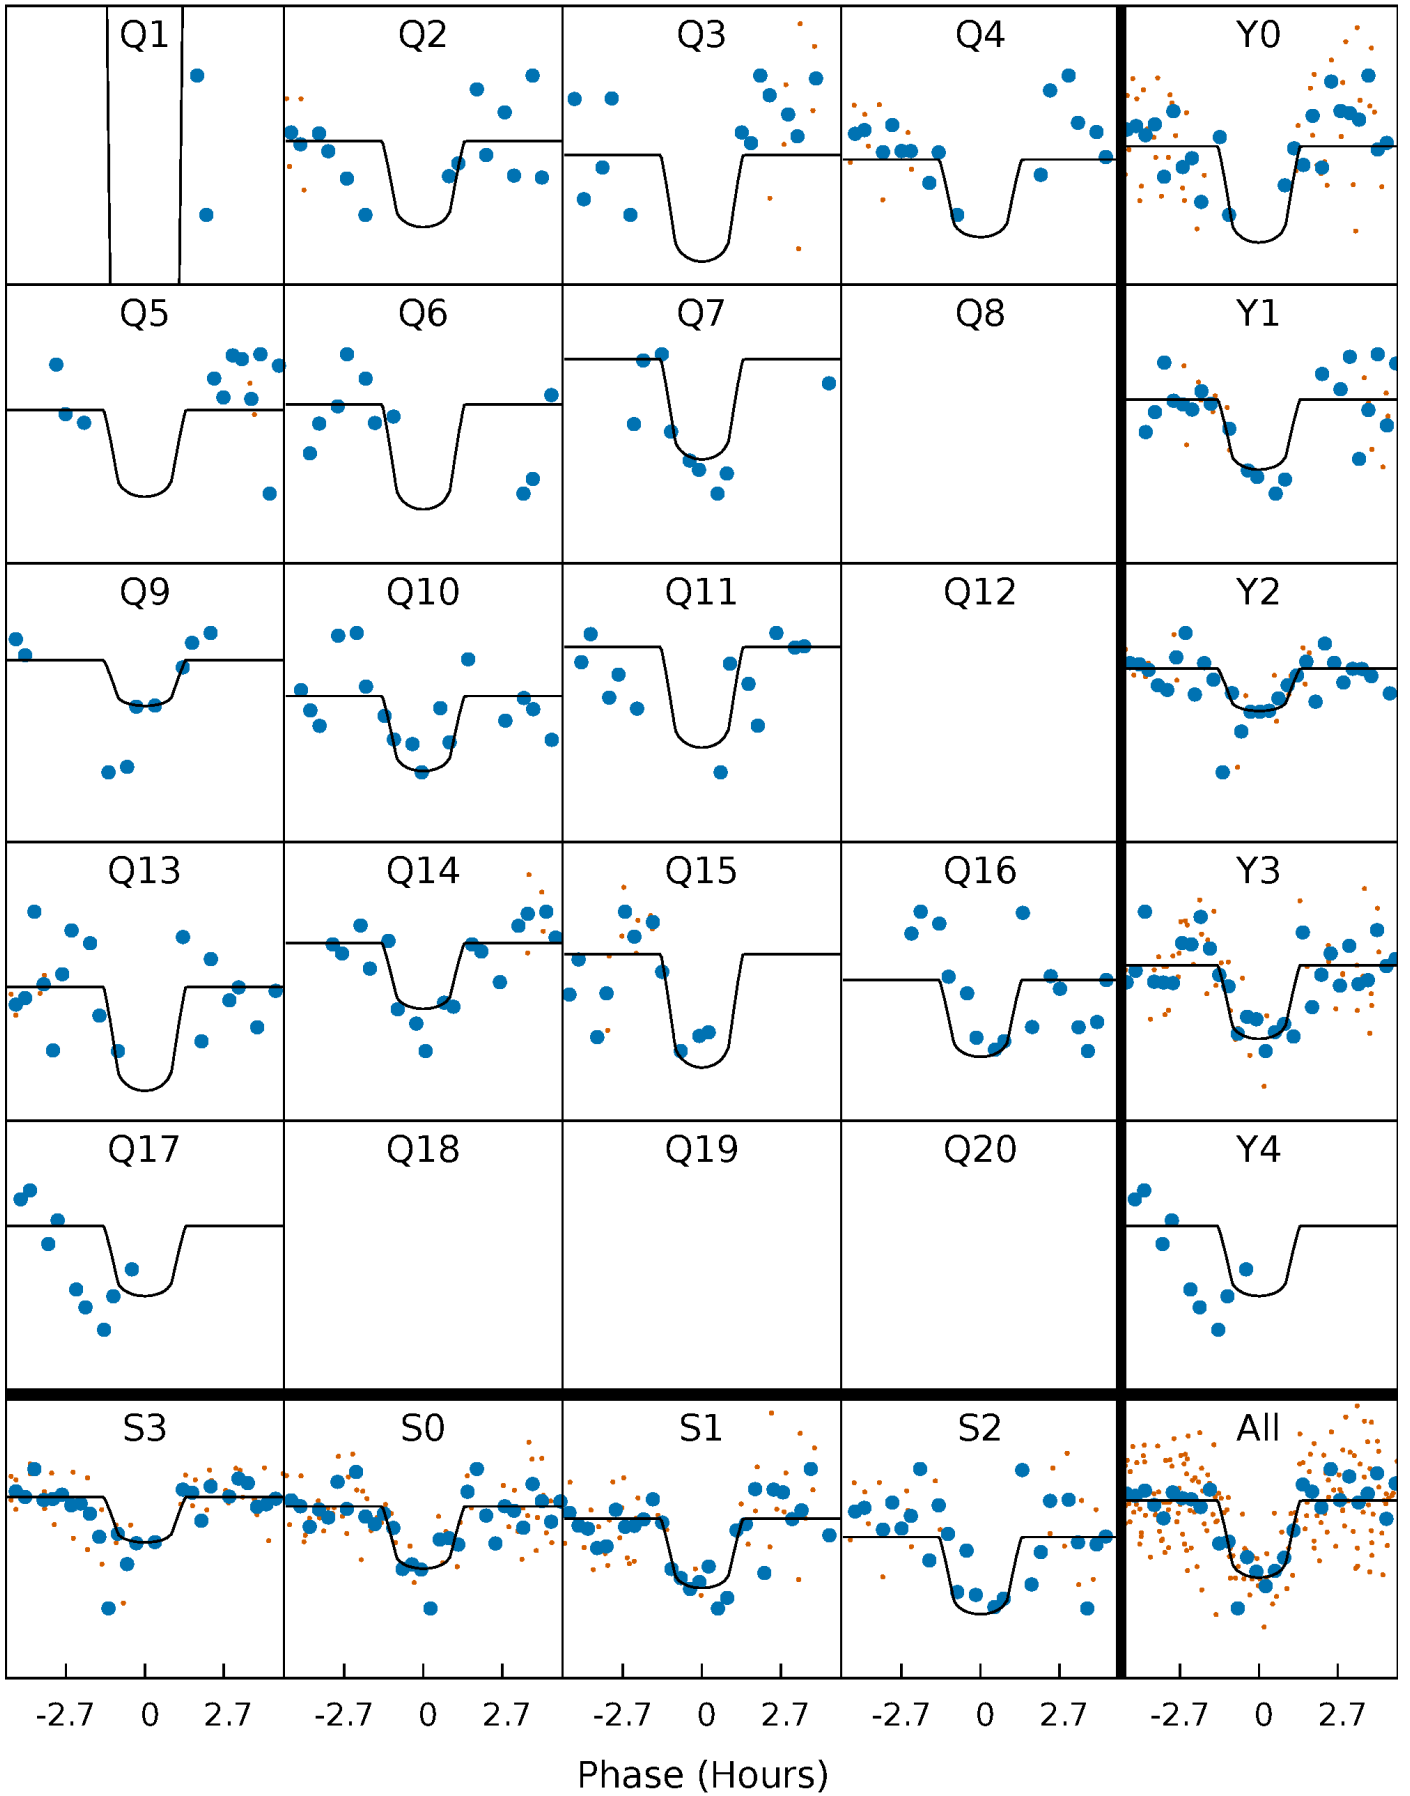 Q1 Q2 Q3 Q4 Y0
Q5 Q6 Q7 Q8 Y1
Q9 Q10 Q11 Q12 Y2
Q13 Q14 Q15 Q16 Y3
Q17 Q18 Q19 Q20 Y4
S3 S0 S1 S2 All
-2.7 0 2.7 -2.7 0 2.7 -2.7 0 2.7 -2.7 0 2.7 -2.7 0 2.7
Phase (Hours)